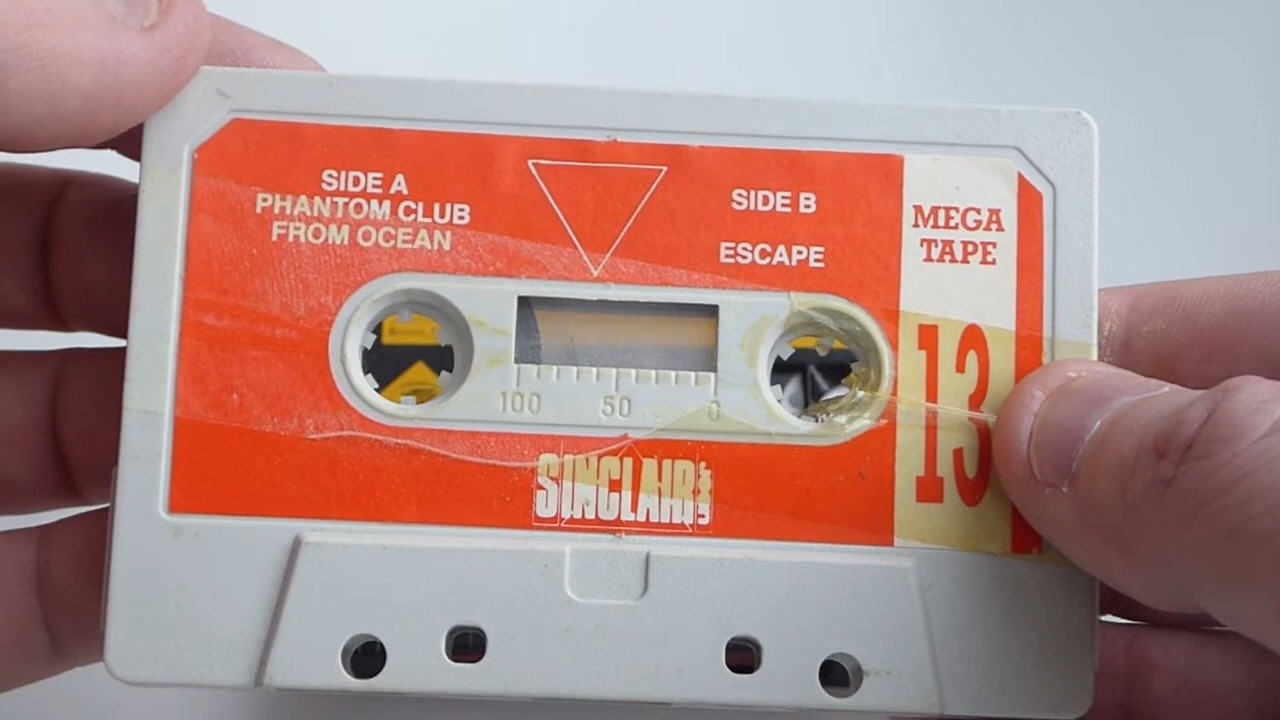 SIDE A
PHANTOM CLUB
FROM OCEAN
SIDE B
ESCAPE
MEGA
TAPE
13
100 50 0
SINCLAIR